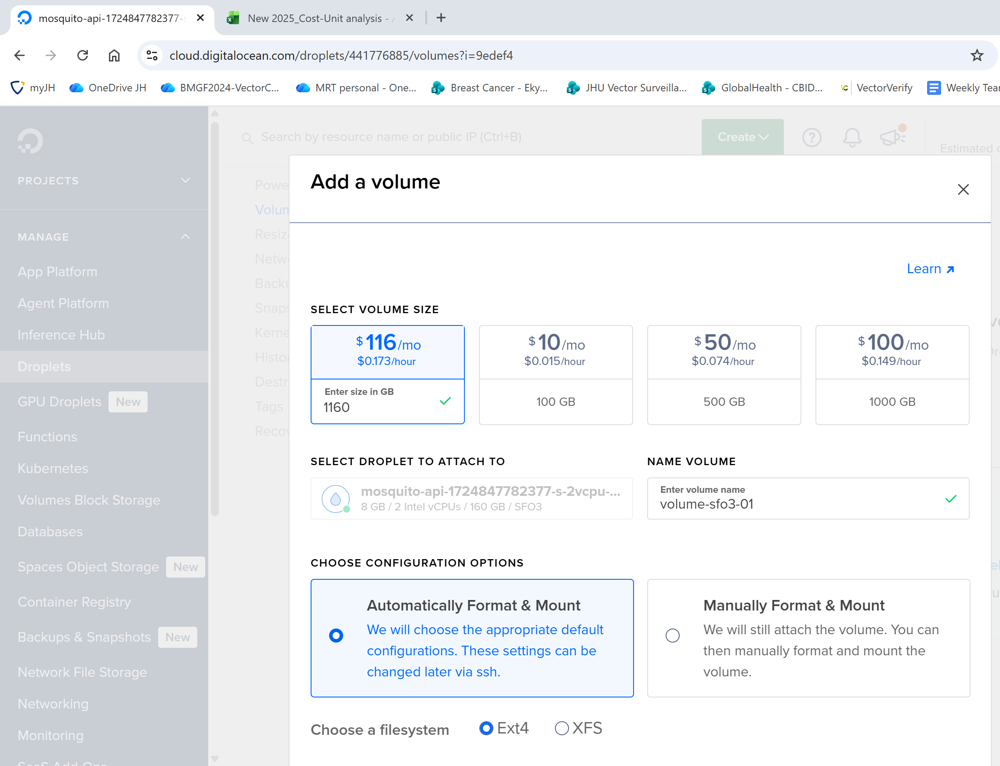 mosquito-api-1724847782377-s
New 2025_Cost-Unit analysis -
cloud.digitalocean.com/droplets/441776885/volumes?i=9edef4
myJH
OneDrive JH
BMGF2024-VectorC...
MRT personal - One...
Breast Cancer - Eky...
JHU Vector Surveilla...
GlobalHealth - CBID...
VectorVerify
Weekly Tea
Search by resource name or public IP (Ctrl+B)
Create
Estimated
PROJECTS
MANAGE
App Platform
Agent Platform
Inference Hub
Droplets
GPU Droplets New
Functions
Kubernetes
Volumes Block Storage
Databases
Spaces Object Storage New
Container Registry
Backups & Snapshots New
Network File Storage
Networking
Monitoring
SaaS Add-Ons
Powe
Volum
Resiz
Netw
Backu
Snaps
Kerne
Histor
Destr
Tags
Recov
Add a volume
Learn
SELECT VOLUME SIZE
$116/mo
$0.173/hour
Enter size in GB
1160
$10/mo
$0.015/hour
100 GB
$50/mo
$0.074/hour
500 GB
$100/mo
$0.149/hour
1000 GB
SELECT DROPLET TO ATTACH TO
mosquito-api-1724847782377-s-2vcpu-...
8 GB / 2 Intel vCPUs / 160 GB / SFO3
NAME VOLUME
Enter volume name
volume-sfo3-01
CHOOSE CONFIGURATION OPTIONS
Automatically Format & Mount
We will choose the appropriate default
configurations. These settings can be
changed later via ssh.
Manually Format & Mount
We will still attach the volume. You can
then manually format and mount the
volume.
Choose a filesystem
Ext4
XFS